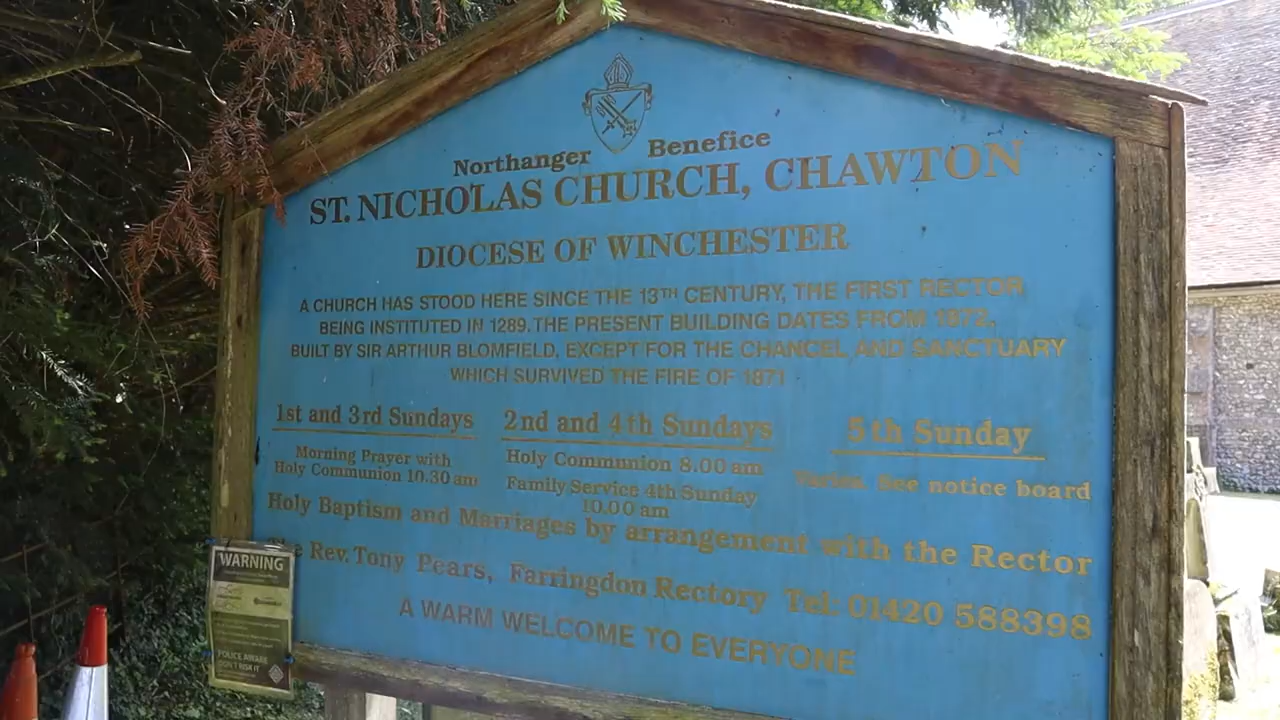 Northanger Benefice
ST. NICHOLAS CHURCH, CHAWTON
DIOCESE OF WINCHESTER
A CHURCH HAS STOOD HERE SINCE THE 13TH CENTURY, THE FIRST RECTOR
BEING INSTITUTED IN 1289. THE PRESENT BUILDING DATES FROM 1872,
BUILT BY SIR ARTHUR BLOMFIELD, EXCEPT FOR THE CHANCEL AND SANCTUARY
WHICH SURVIVED THE FIRE OF 1871
1st and 3rd Sundays
Morning Prayer with
Holy Communion 10.30 am
2nd and 4th Sundays
Holy Communion 8.00 am
Family Service 4th Sunday
10.00 am
5th Sunday
Varies. See notice board
Holy Baptism and Marriages by arrangement with the Rector
The Rev. Tony Pears, Farringdon Rectory Tel: 01420 588398
A WARM WELCOME TO EVERYONE
WARNING
POLICE AWARE
DON'T RISK IT